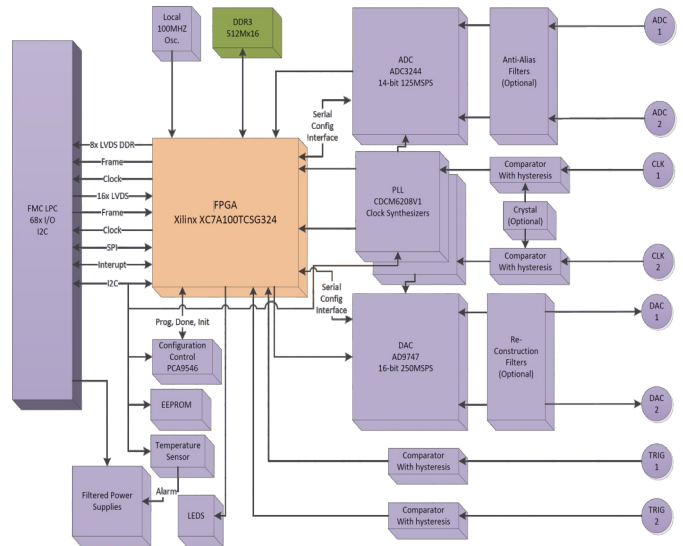 Local
100MHZ
Osc.
DDR3
512Mx16
ADC
ADC3244
14-bit 125MSPS
Anti-Alias
Filters
(Optional)
ADC
1
ADC
2
Serial
Config
Interface
8x LVDS DDR
Frame
Clock
16x LVDS
Frame
Clock
SPI
Interupt
I2C
FMC LPC
68x I/O
I2C
FPGA
Xilinx XC7A100TCSG324
PLL
CDCM6208V1
Clock Synthesizers
Comparator
With hysteresis
CLK
1
Crystal
(Optional)
Comparator
With hysteresis
CLK
2
Serial
Config
Interface
Prog, Done, Init
Configuration
Control
PCA9546
DAC
AD9747
16-bit 250MSPS
Re-
Construction
Filters
(Optional)
DAC
1
DAC
2
EEPROM
Temperature
Sensor
Alarm
Filtered Power
Supplies
LEDS
Comparator
With hysteresis
TRIG
1
Comparator
With hysteresis
TRIG
2